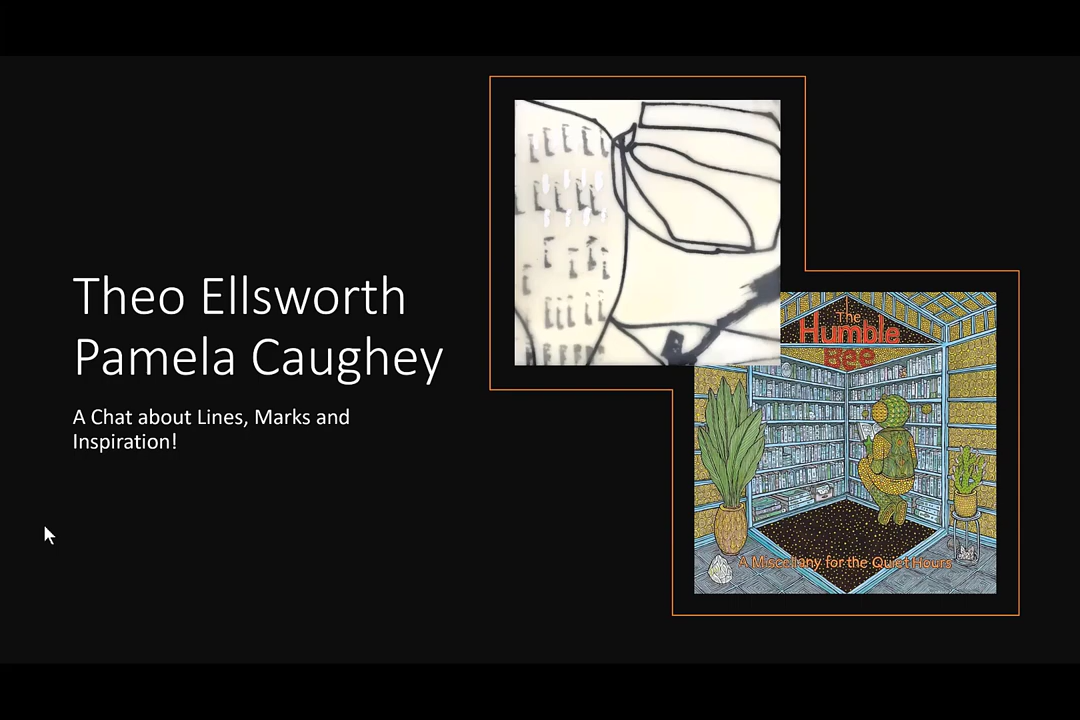 Theo Ellsworth
Pamela Caughey
A Chat about Lines, Marks and
Inspiration!
The
Humble
Bee
A Miscellany for the Quiet Hours